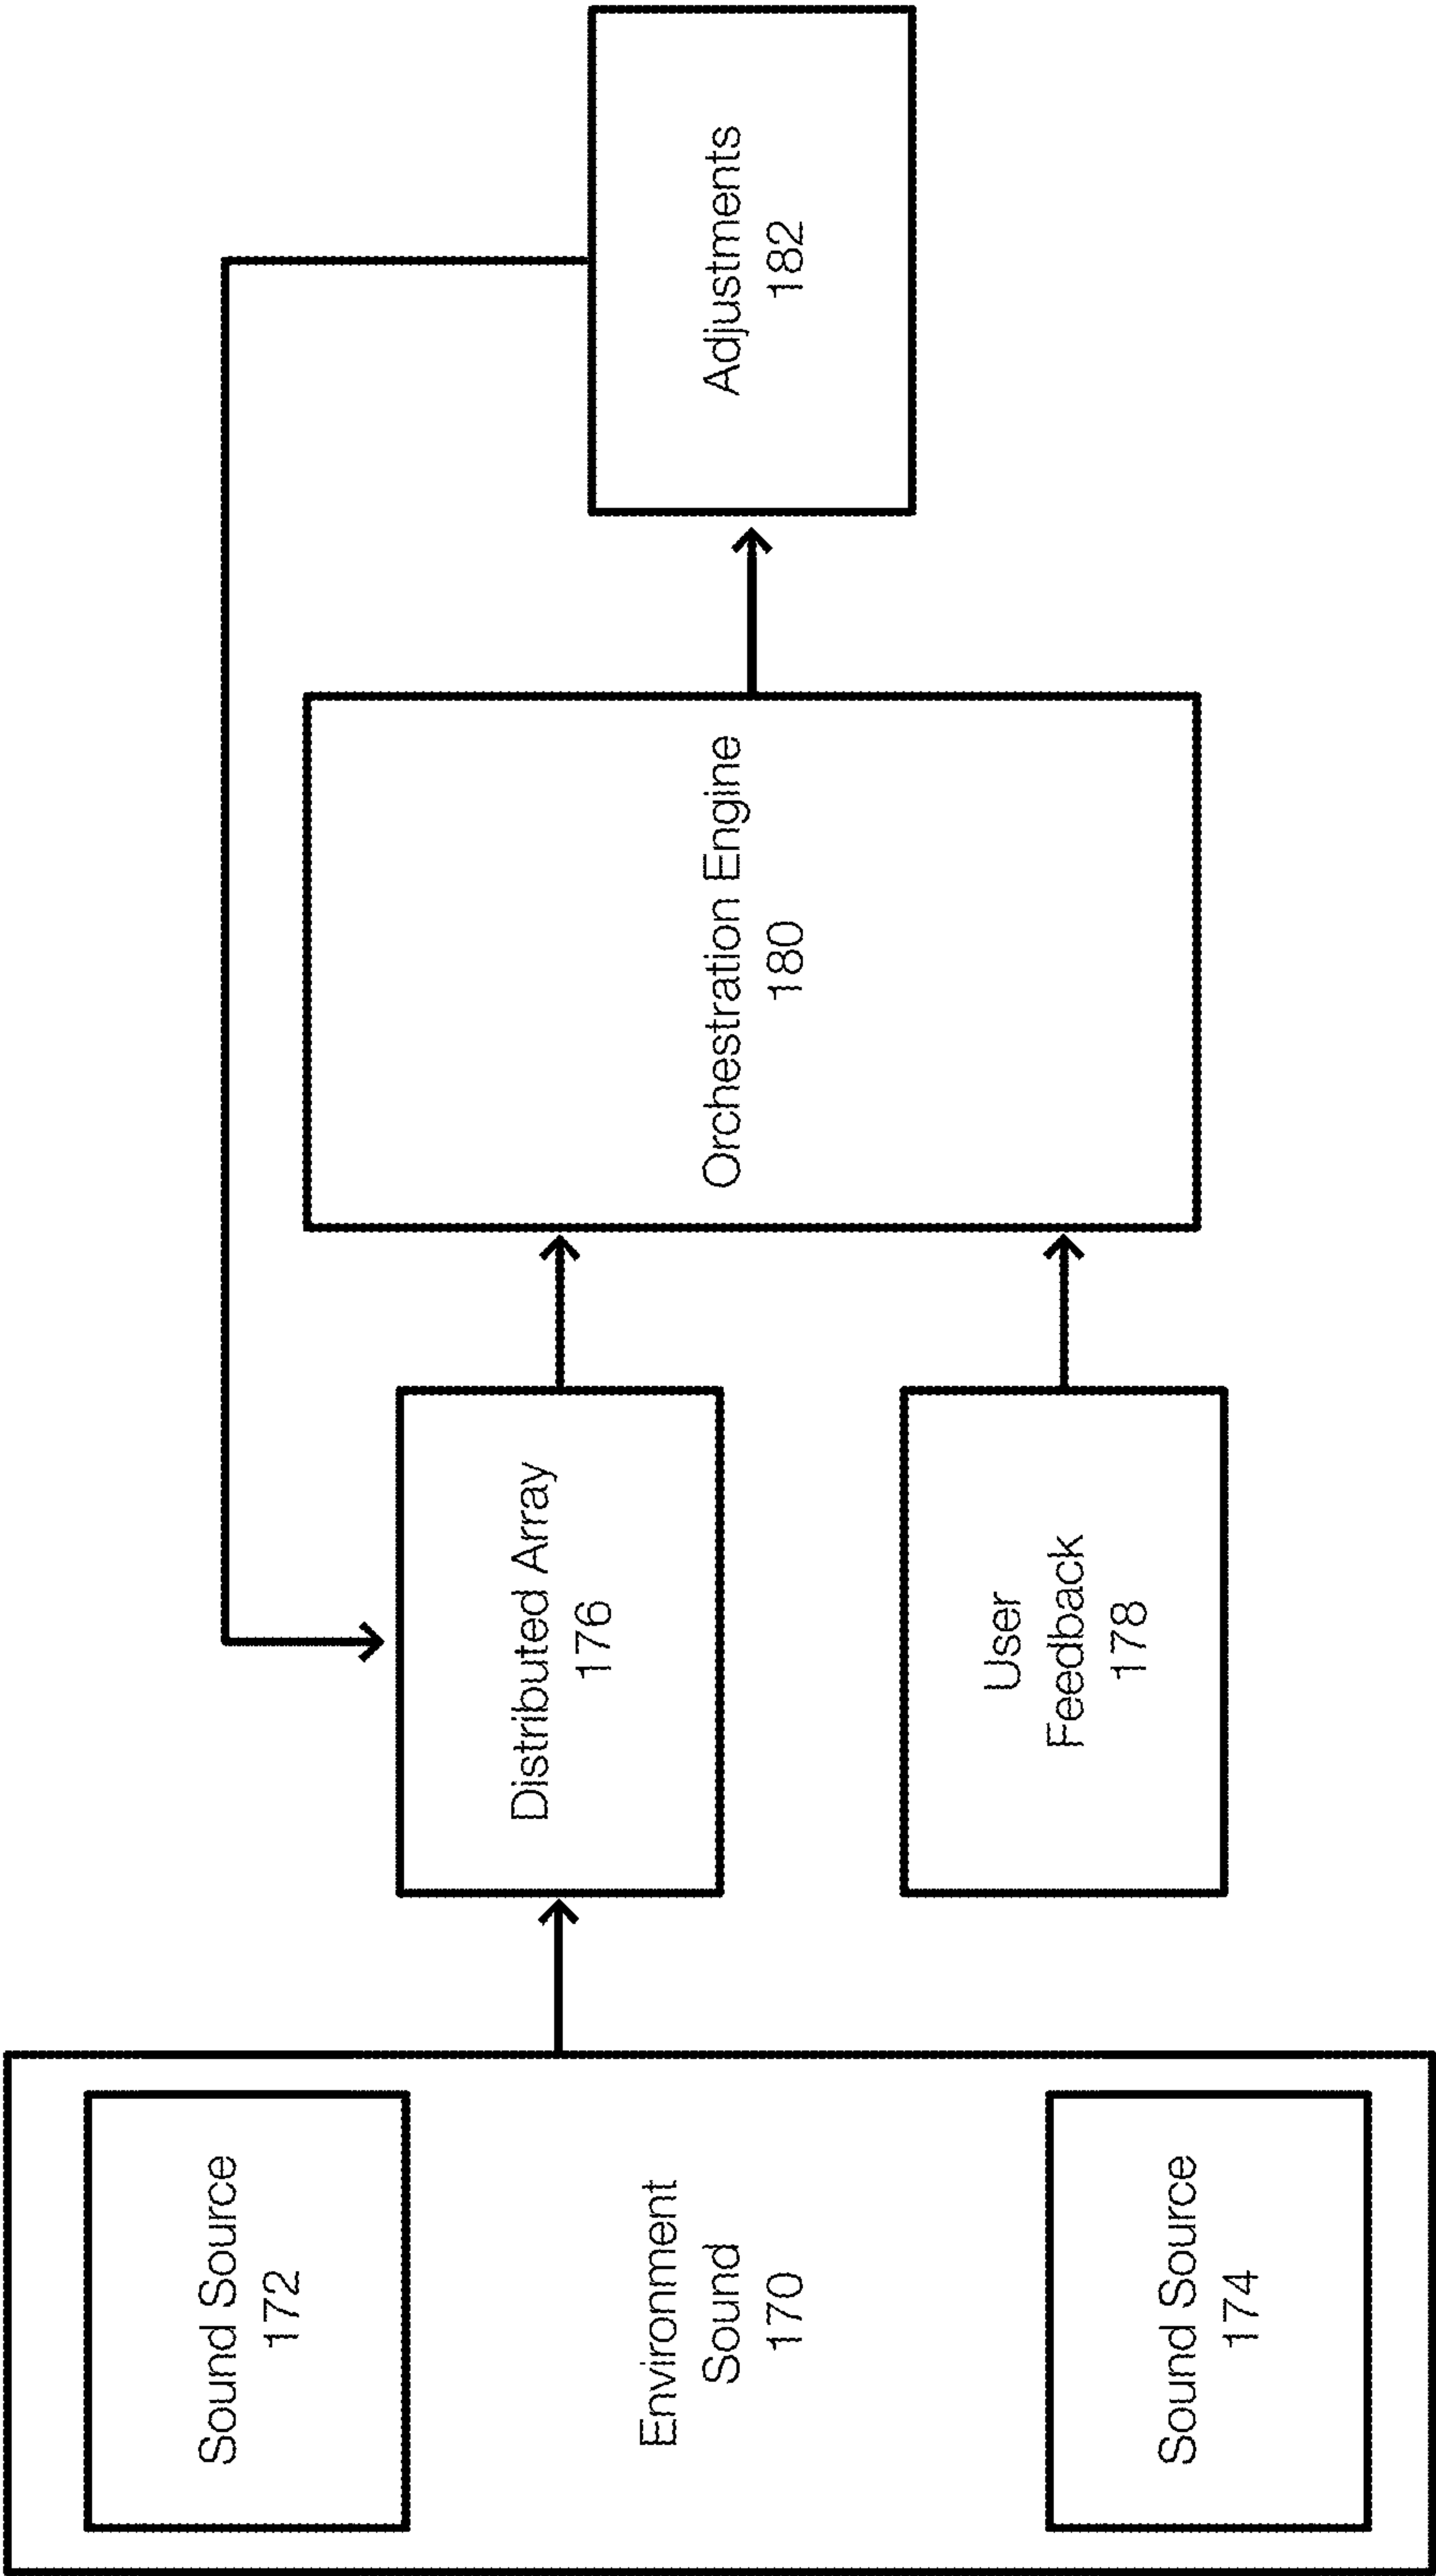 Sound Source
172
Environment
Sound
170
Sound Source
174
Distributed Array
176
User
Feedback
178
Orchestration Engine
180
Adjustments
182